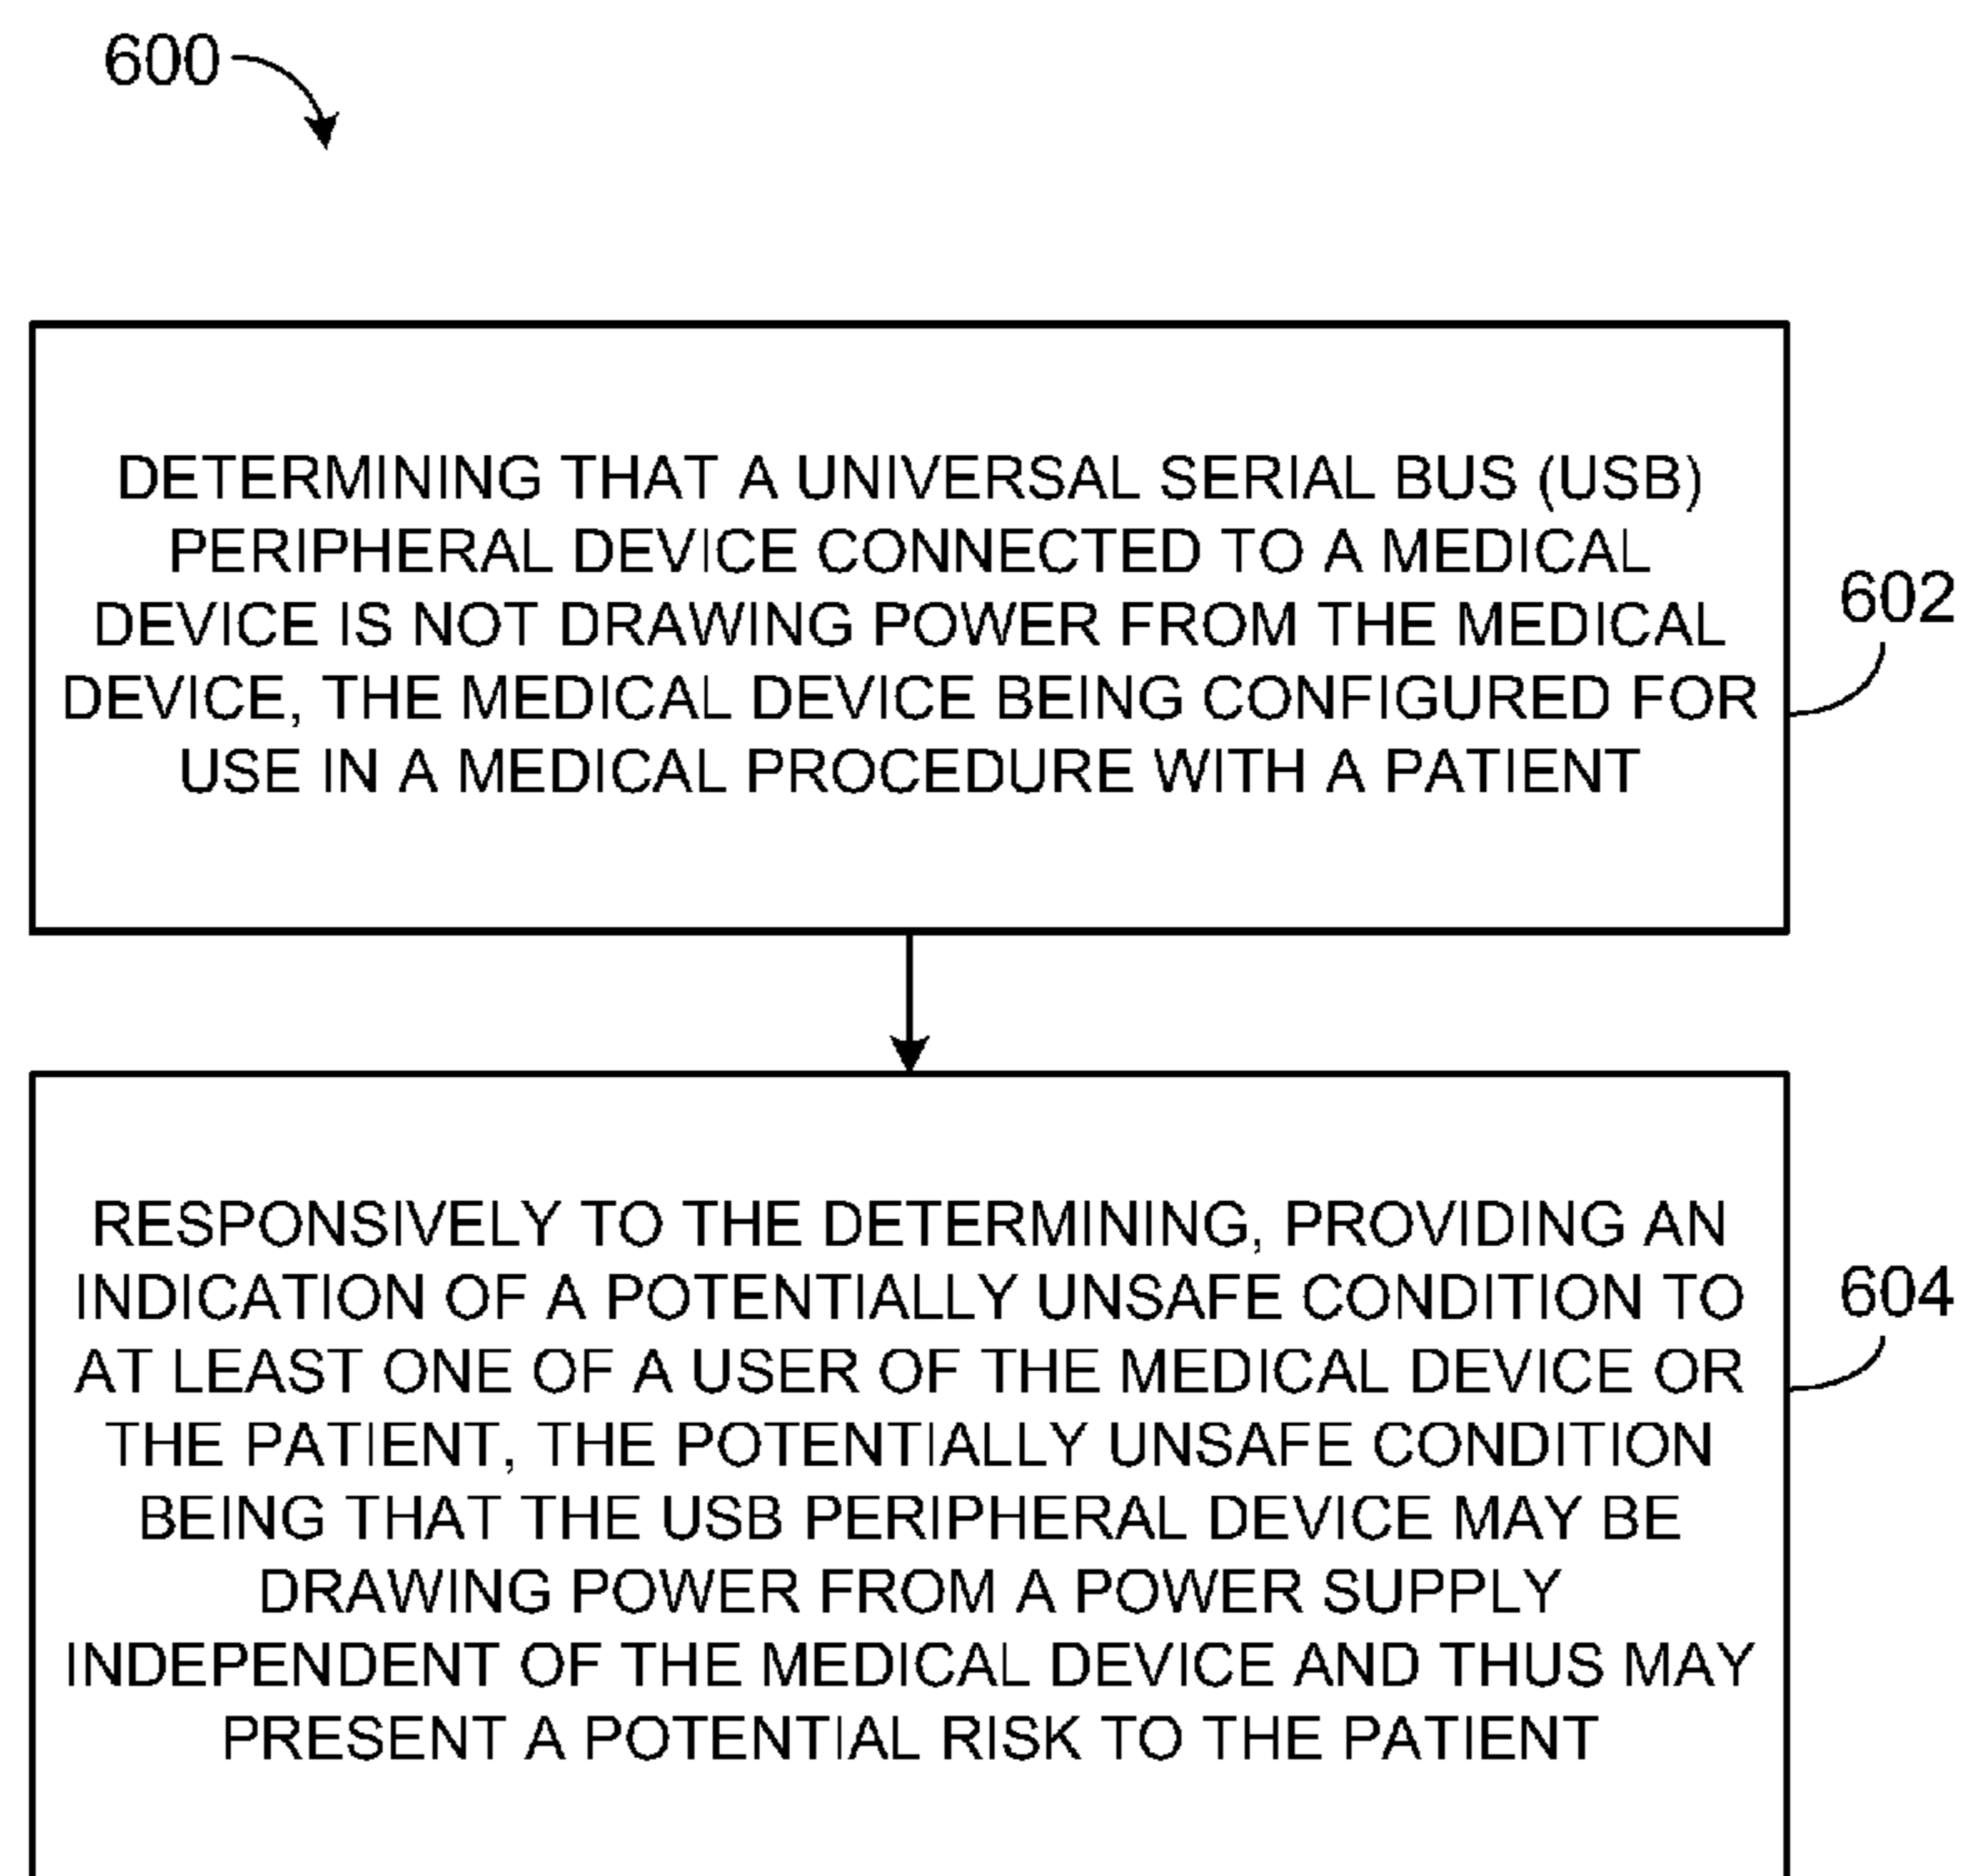 600
DETERMINING THAT A UNIVERSAL SERIAL BUS (USB)
PERIPHERAL DEVICE CONNECTED TO A MEDICAL
DEVICE IS NOT DRAWING POWER FROM THE MEDICAL
DEVICE, THE MEDICAL DEVICE BEING CONFIGURED FOR
USE IN A MEDICAL PROCEDURE WITH A PATIENT
602
RESPONSIVELY TO THE DETERMINING, PROVIDING AN
INDICATION OF A POTENTIALLY UNSAFE CONDITION TO
AT LEAST ONE OF A USER OF THE MEDICAL DEVICE OR
THE PATIENT, THE POTENTIALLY UNSAFE CONDITION
BEING THAT THE USB PERIPHERAL DEVICE MAY BE
DRAWING POWER FROM A POWER SUPPLY
INDEPENDENT OF THE MEDICAL DEVICE AND THUS MAY
PRESENT A POTENTIAL RISK TO THE PATIENT
604